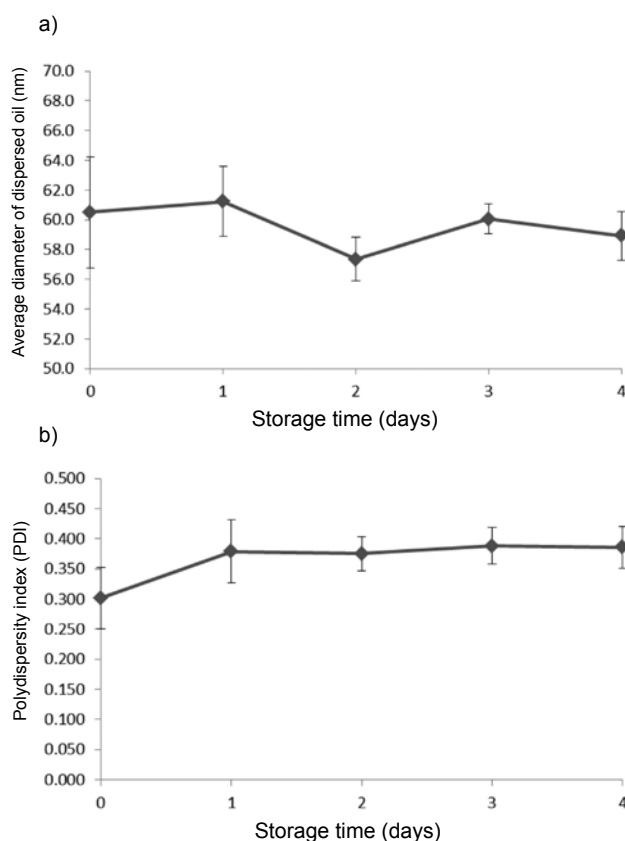 a)
Average diameter of dispersed oil (nm)
70.0
68.0
66.0
64.0
62.0
60.0
58.0
56.0
54.0
52.0
50.0
0 1 2 3 4
Storage time (days)
b)
Polydispersity index (PDI)
0.500
0.450
0.400
0.350
0.300
0.250
0.200
0.150
0.100
0.050
0.000
0 1 2 3 4
Storage time (days)